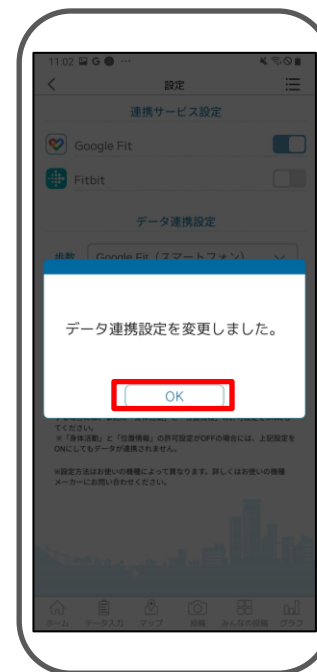 11:02 G
設定
連携サービス設定
Google Fit
Fitbit
データ連携設定
歩数 Google Fit (スマートフォン)
データ連携設定を変更しました。
OK
てください。
※「身体活動」と「位置情報」の許可設定がOFFの場合には、上記設定を
ONにしてもデータが連携されません。
※設定方法はお使いの機種によって異なります。詳しくはお使いの機種
メーカーにお問い合わせください。
ホーム データ入力 マップ 投稿 みんなの投稿 グラフ